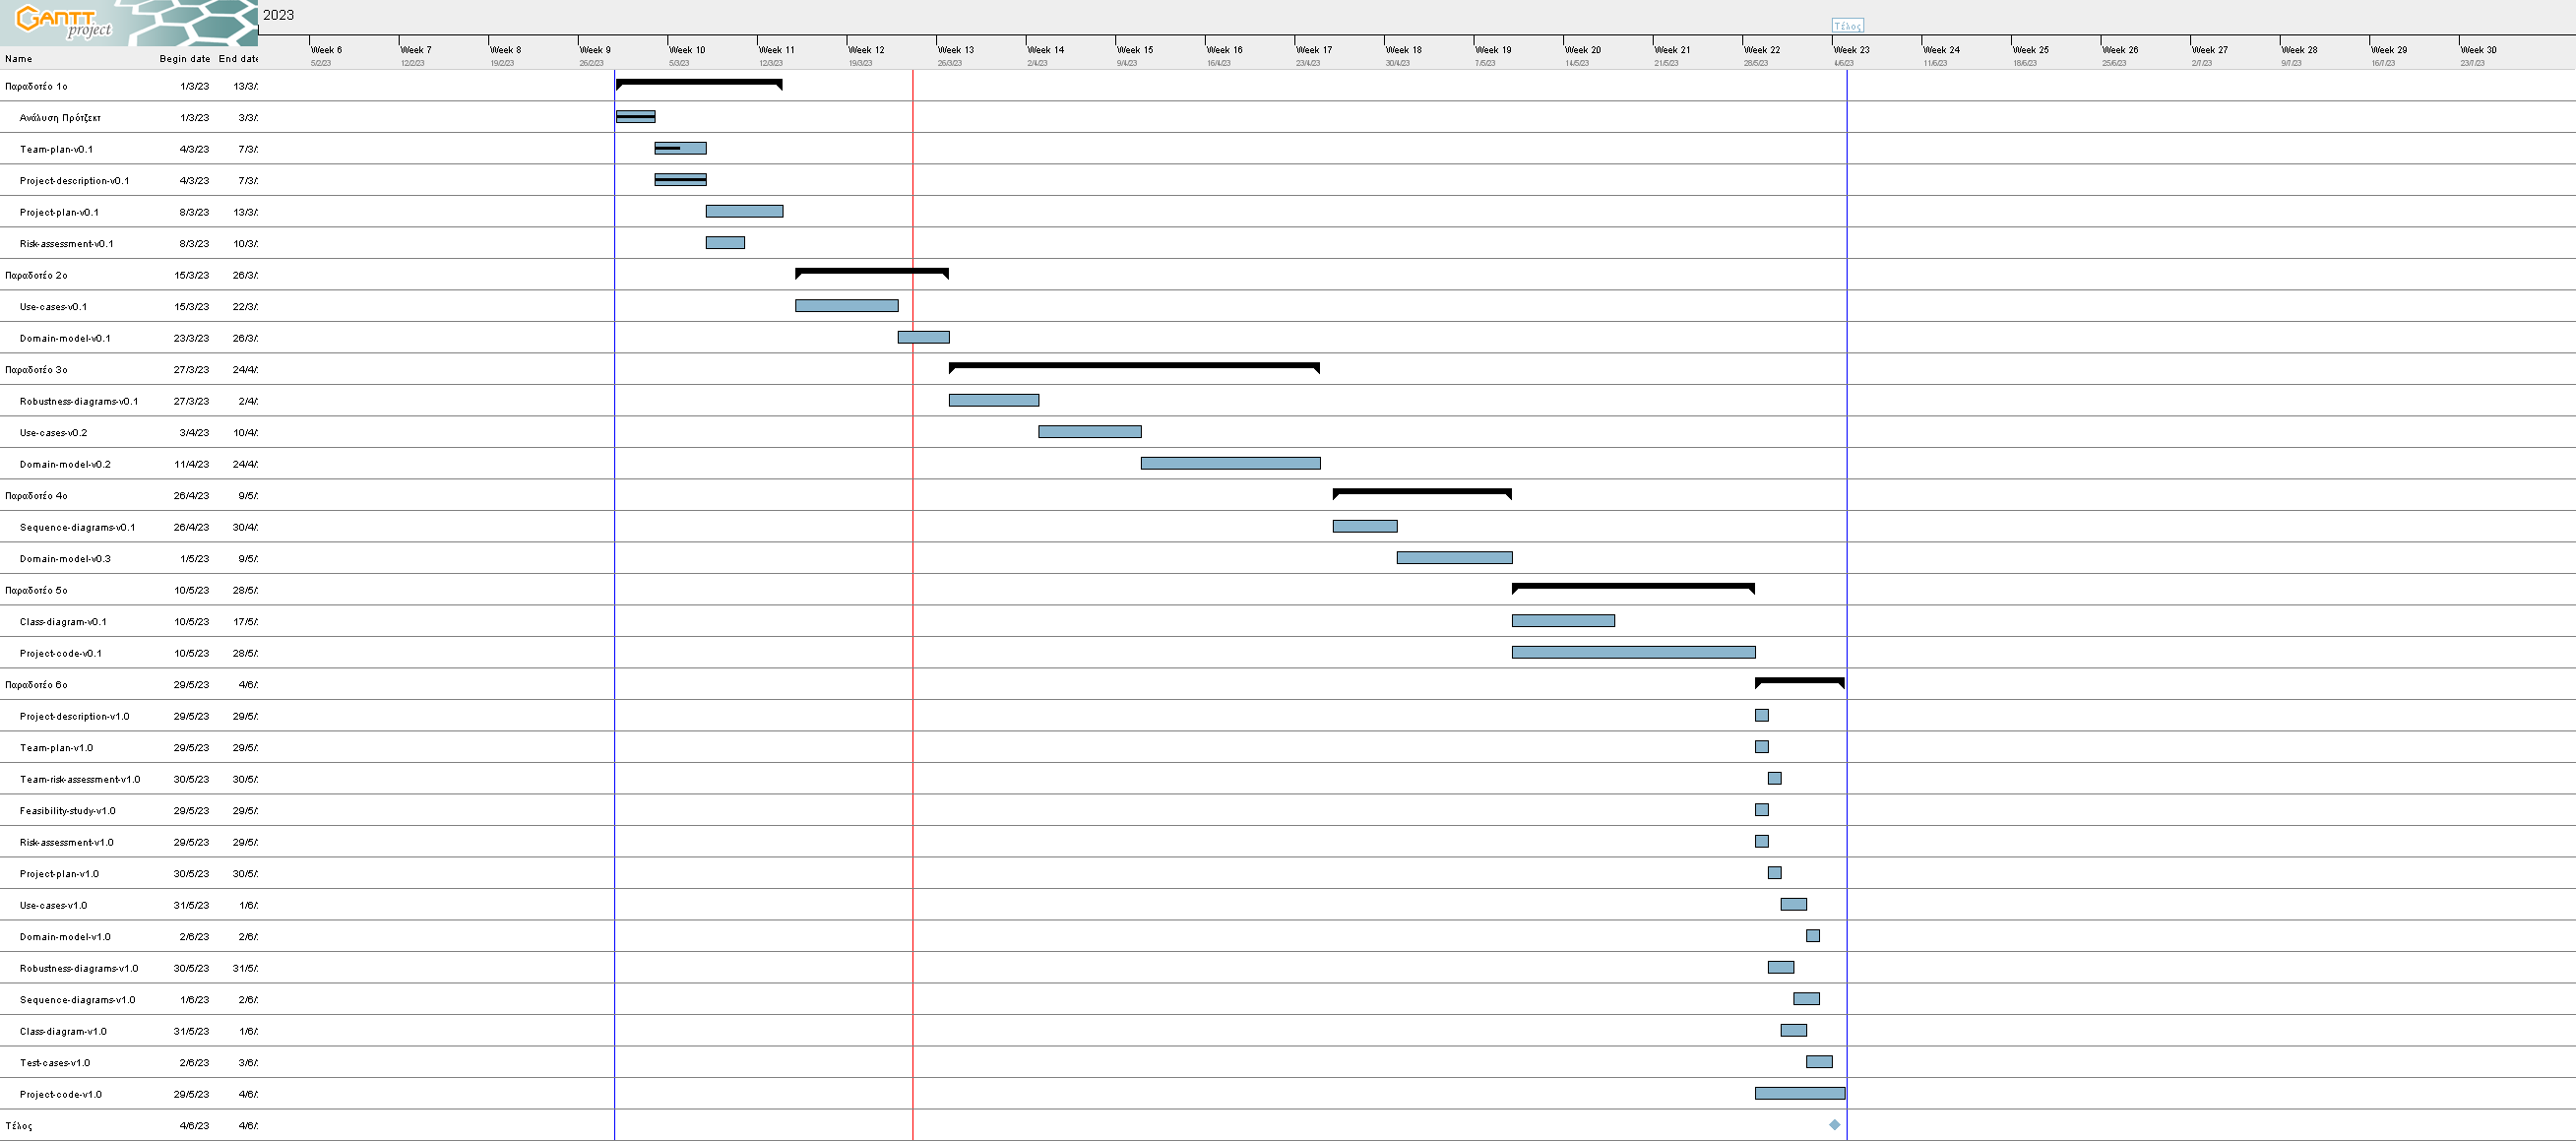 GANTT
project
2023
Τέλος
Week 6 Week 7 Week 8 Week 9 Week 10 Week 11 Week 12 Week 13 Week 14 Week 15 Week 16 Week 17 Week 18 Week 19 Week 20 Week 21 Week 22 Week 23 Week 24 Week 25 Week 26 Week 27 Week 28 Week 29 Week 30
Name Begin date End date
5/2/23 12/2/23 19/2/23 26/2/23 5/3/23 12/3/23 19/3/23 26/3/23 2/4/23 9/4/23 16/4/23 23/4/23 30/4/23 7/5/23 14/5/23 21/5/23 28/5/23 4/6/23 11/6/23 18/6/23 25/6/23 2/7/23 9/7/23 16/7/23 23/7/23
Παραδοτέο 1ο 1/3/23 13/3/
Ανάλυση Πρότζεκτ 1/3/23 3/3/
Team-plan-v0.1 4/3/23 7/3/
Project-description-v0.1 4/3/23 7/3/
Project-plan-v0.1 8/3/23 13/3/
Risk-assessment-v0.1 8/3/23 10/3/
Παραδοτέο 2ο 15/3/23 26/3/
Use-cases-v0.1 15/3/23 22/3/
Domain-model-v0.1 23/3/23 26/3/
Παραδοτέο 3ο 27/3/23 24/4/
Robustness-diagrams-v0.1 27/3/23 2/4/
Use-cases-v0.2 3/4/23 10/4/
Domain-model-v0.2 11/4/23 24/4/
Παραδοτέο 4ο 26/4/23 9/5/
Sequence-diagrams-v0.1 26/4/23 30/4/
Domain-model-v0.3 1/5/23 9/5/
Παραδοτέο 5ο 10/5/23 28/5/
Class-diagram-v0.1 10/5/23 17/5/
Project-code-v0.1 10/5/23 28/5/
Παραδοτέο 6ο 29/5/23 4/6/
Project-description-v1.0 29/5/23 29/5/
Team-plan-v1.0 29/5/23 29/5/
Team-risk-assessment-v1.0 30/5/23 30/5/
Feasibility-study-v1.0 29/5/23 29/5/
Risk-assessment-v1.0 29/5/23 29/5/
Project-plan-v1.0 30/5/23 30/5/
Use-cases-v1.0 31/5/23 1/6/
Domain-model-v1.0 2/6/23 2/6/
Robustness-diagrams-v1.0 30/5/23 31/5/
Sequence-diagrams-v1.0 1/6/23 2/6/
Class-diagram-v1.0 31/5/23 1/6/
Test-cases-v1.0 2/6/23 3/6/
Project-code-v1.0 29/5/23 4/6/
Τέλος 4/6/23 4/6/